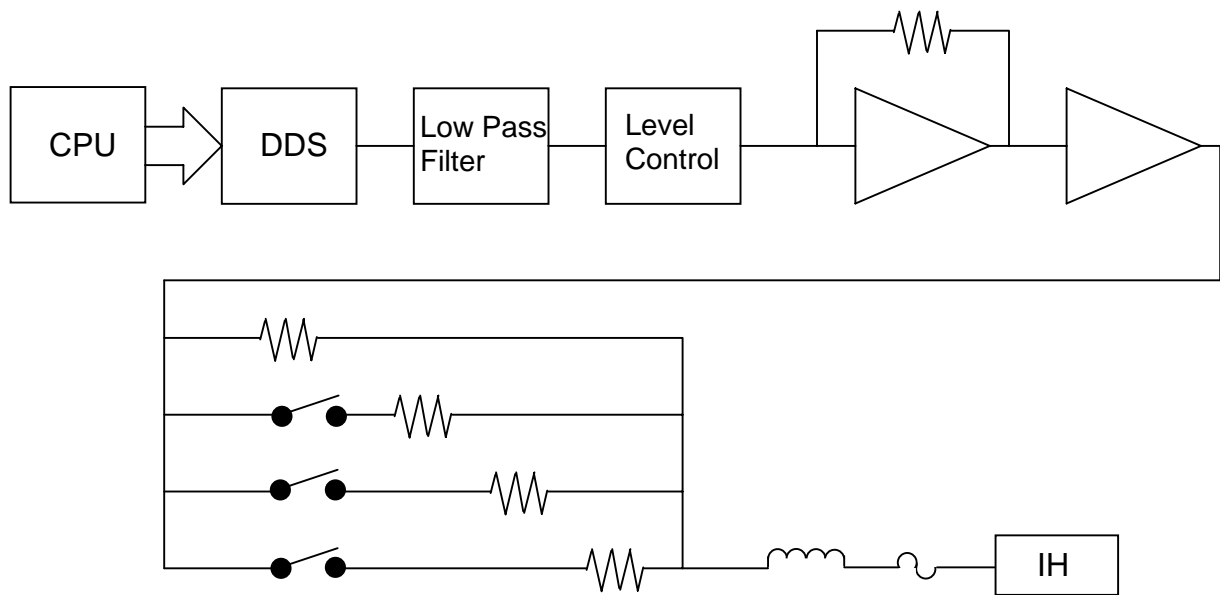 CPU
DDS
Low Pass
Filter
Level
Control
IH